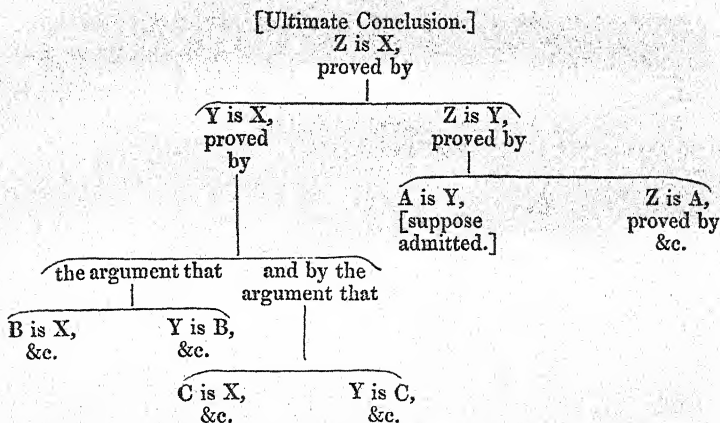 [Ultimate Conclusion.]
Z is X,
proved by
Y is X,
proved
by
Z is Y,
proved by
A is Y,
[suppose
admitted.]
Z is A,
proved by
&c.
the argument that
and by the
argument that
B is X,
&c.
Y is B,
&c.
C is X,
&c.
Y is C,
&c.